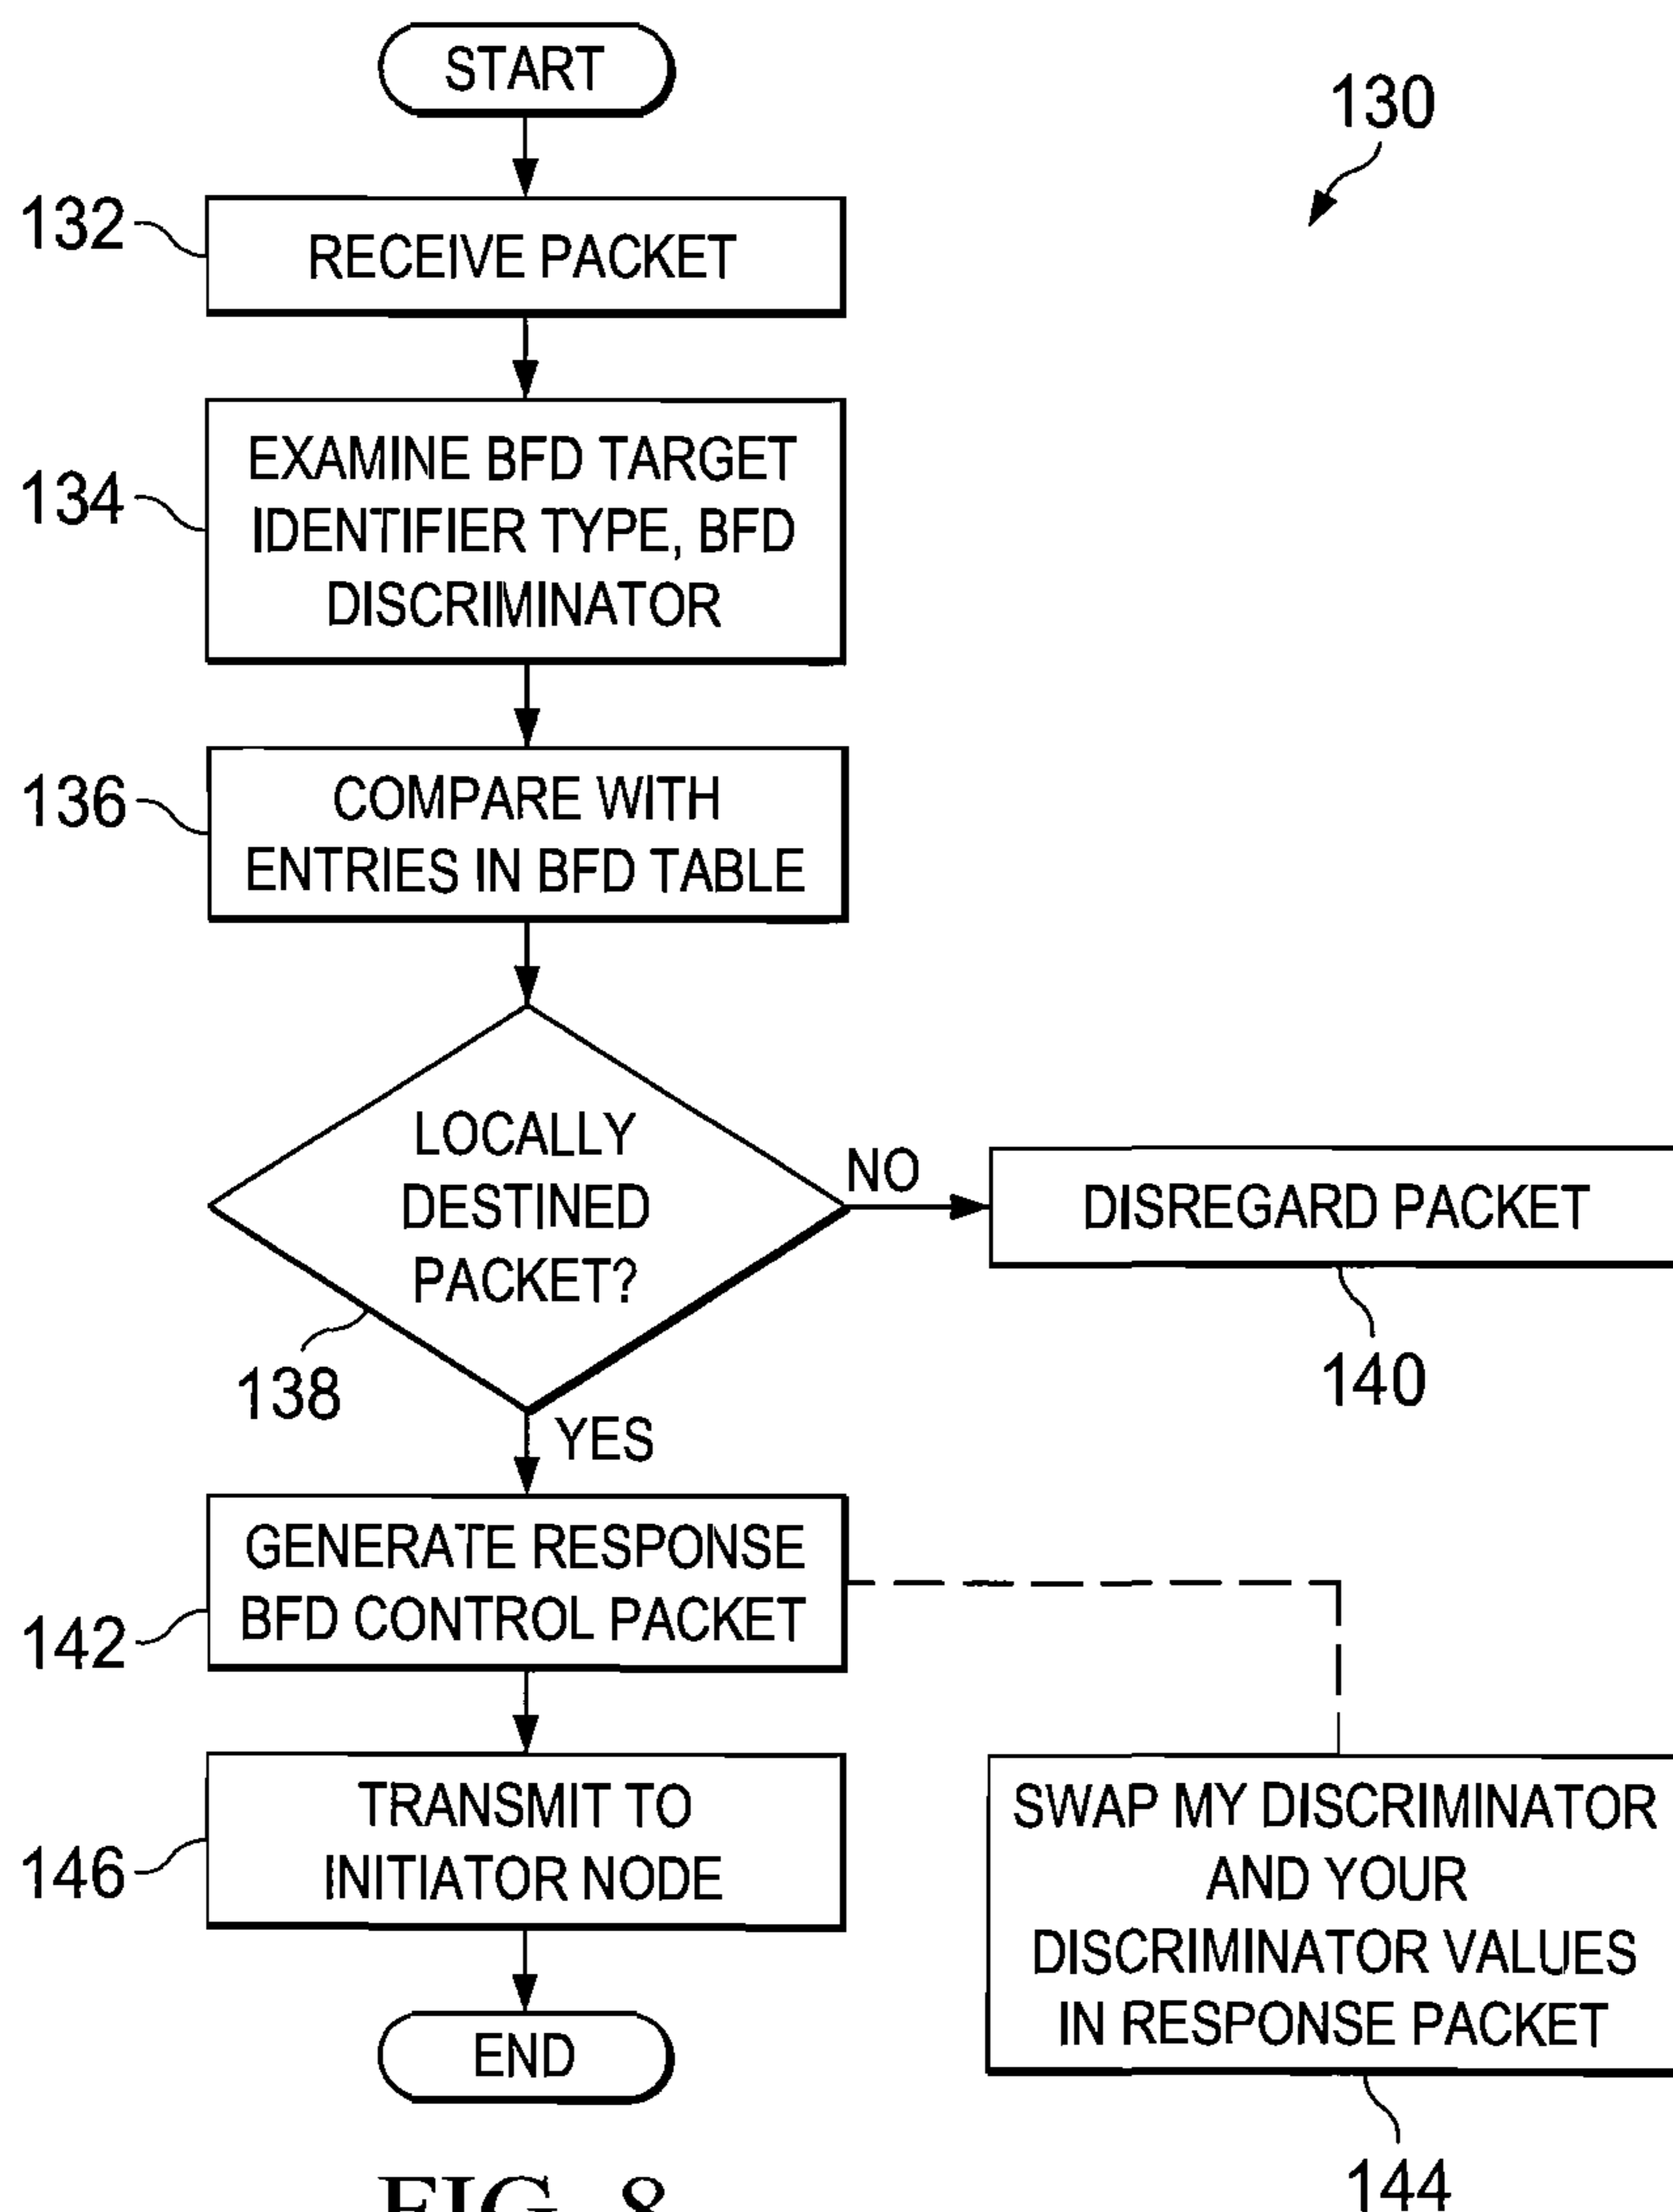 START
130
132
RECEIVE PACKET
134
EXAMINE BFD TARGET
IDENTIFIER TYPE, BFD
DISCRIMINATOR
136
COMPARE WITH
ENTRIES IN BFD TABLE
LOCALLY
DESTINED
PACKET?
138
NO
DISREGARD PACKET
140
YES
GENERATE RESPONSE
BFD CONTROL PACKET
142
TRANSMIT TO
INITIATOR NODE
146
SWAP MY DISCRIMINATOR
AND YOUR
DISCRIMINATOR VALUES
IN RESPONSE PACKET
144
END
FIG. 8